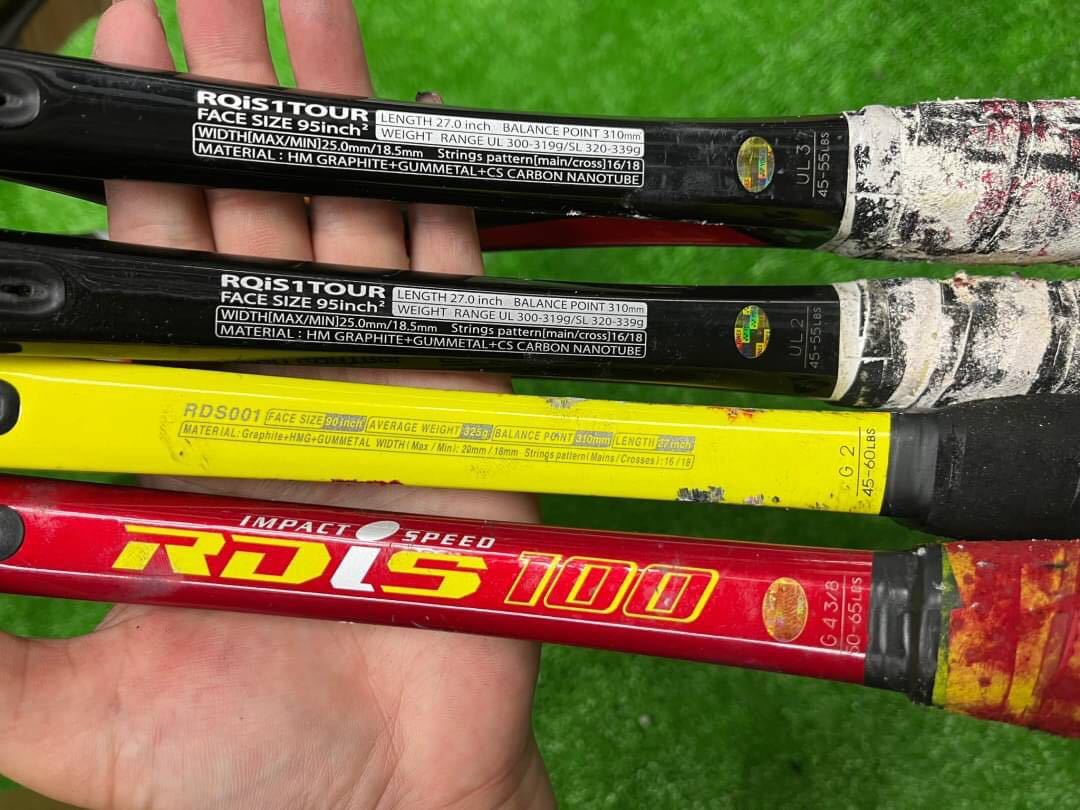 RQiS1TOUR
FACE SIZE 95inch²
LENGTH 27.0 inch BALANCE POINT 310mm
WEIGHT RANGE UL 300-319g/SL 320-339g
WIDTH[MAX/MIN]25.0mm/18.5mm Strings pattern[main/cross]16/18
MATERIAL : HM GRAPHITE+GUMMETAL+CS CARBON NANOTUBE
UL 3
45-55LBS
RQiS1TOUR
FACE SIZE 95inch²
LENGTH 27.0 inch BALANCE POINT 310mm
WEIGHT RANGE UL 300-319g/SL 320-339g
WIDTH[MAX/MIN]25.0mm/18.5mm Strings pattern[main/cross]16/18
MATERIAL : HM GRAPHITE+GUMMETAL+CS CARBON NANOTUBE
UL 2
45-55LBS
RDS001 FACE SIZE 90inch² AVERAGE WEIGHT 325g BALANCE POINT 310mm LENGTH 27inch
MATERIAL: Graphite+HMG+GUMMETAL WIDTH (Max / Min): 20mm / 18mm Strings pattern(Mains / Crosses): 16 / 18
G 2
45-60LBS
IMPACT SPEED
RDiS 100
G 4 3/8
50-65LBS